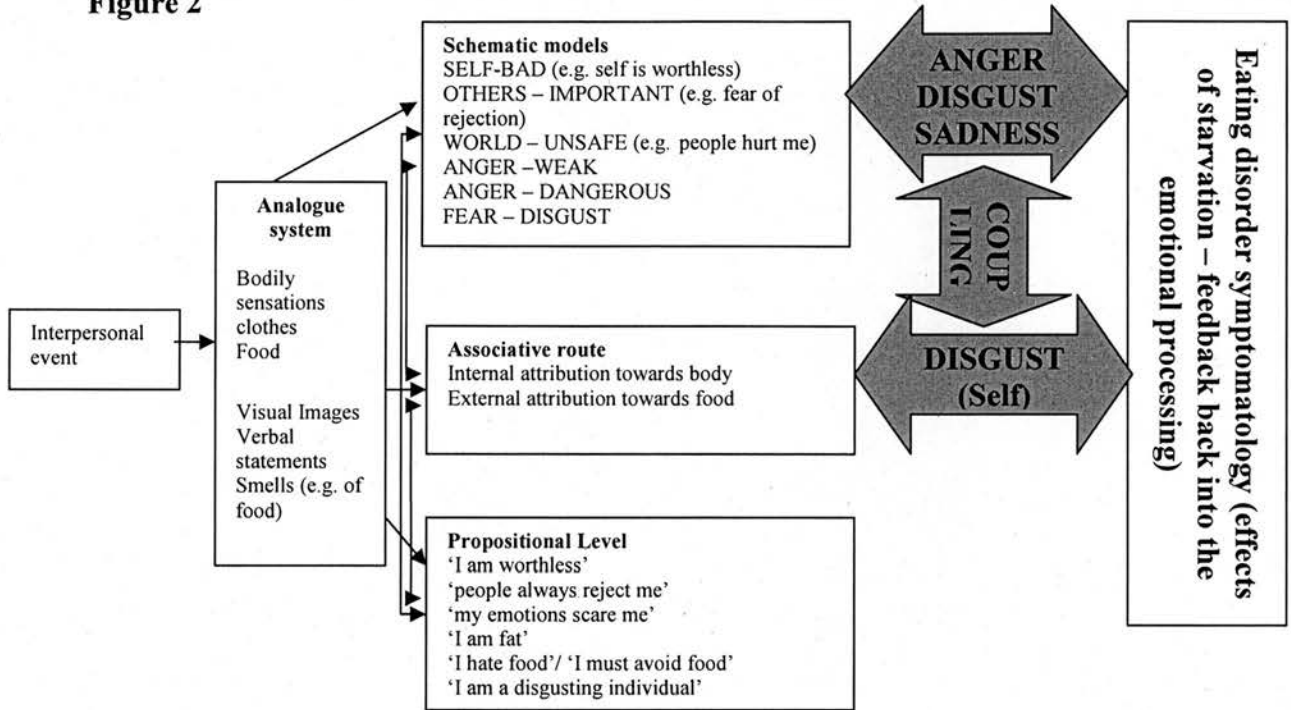 Figure 2
Interpersonal
event
Analogue
system
Bodily
sensations
clothes
Food
Visual Images
Verbal
statements
Smells (e.g. of
food)
Schematic models
SELF-BAD (e.g. self is worthless)
OTHERS – IMPORTANT (e.g. fear of
rejection)
WORLD – UNSAFE (e.g. people hurt me)
ANGER –WEAK
ANGER – DANGEROUS
FEAR – DISGUST
Associative route
Internal attribution towards body
External attribution towards food
Propositional Level
‘I am worthless’
‘people always reject me’
‘my emotions scare me’
‘I am fat’
‘I hate food’/ ‘I must avoid food’
‘I am a disgusting individual’
ANGER
DISGUST
SADNESS
COUP
LING
DISGUST
(Self)
Eating disorder symptomatology (effects
of starvation – feedback back into the
emotional processing)